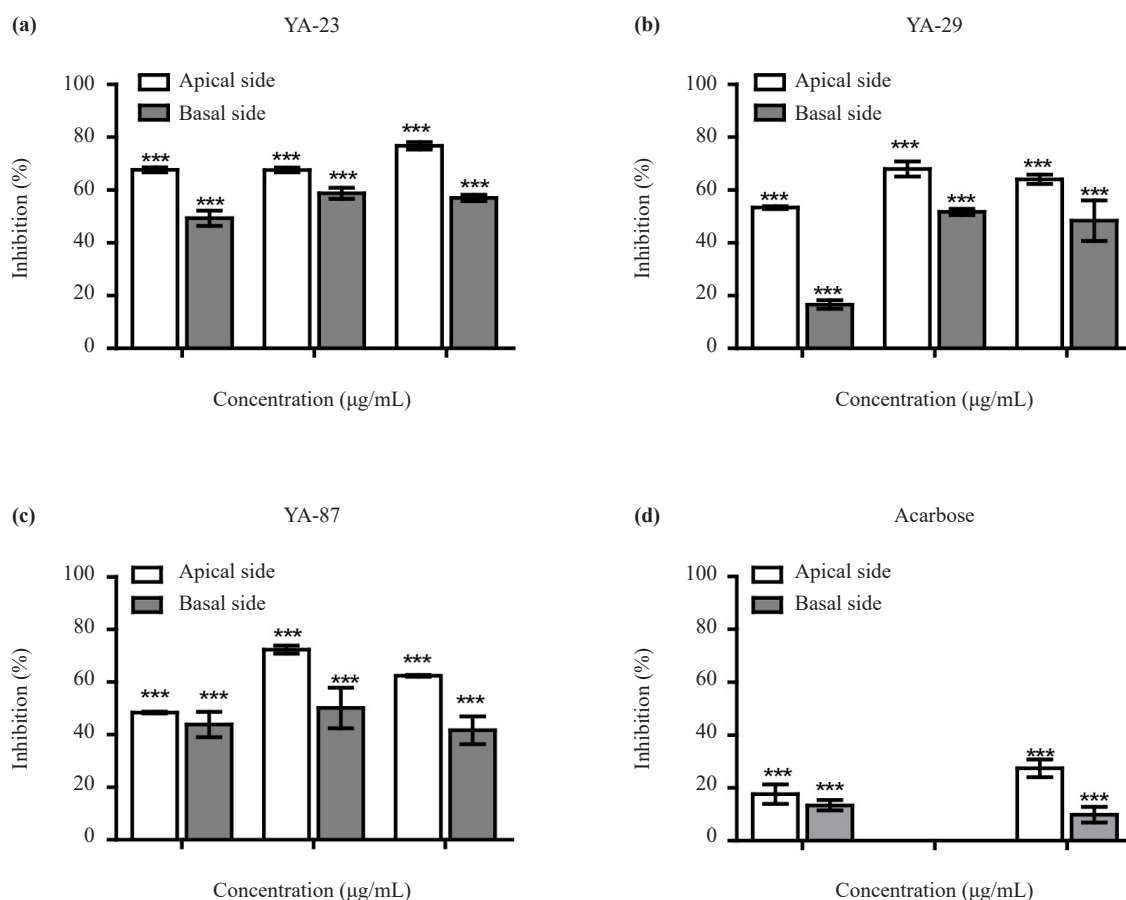 (a)
YA-23
Apical side
Basal side
100
80
60
40
20
0
Inhibition (%)
***
***
***
***
***
***
Concentration (μg/mL)
(b)
YA-29
Apical side
Basal side
100
80
60
40
20
0
Inhibition (%)
***
***
***
***
***
***
Concentration (μg/mL)
(c)
YA-87
Apical side
Basal side
100
80
60
40
20
0
Inhibition (%)
***
***
***
***
***
***
Concentration (μg/mL)
(d)
Acarbose
Apical side
Basal side
100
80
60
40
20
0
Inhibition (%)
***
***
***
***
Concentration (μg/mL)